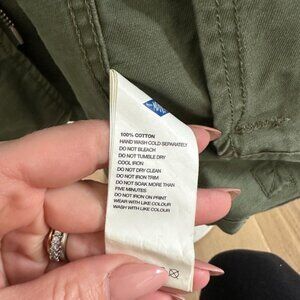 100% COTTON
HAND WASH COLD SEPARATELY
DO NOT BLEACH
DO NOT TUMBLE DRY
COOL IRON
DO NOT DRY CLEAN
DO NOT IRON TRIM
DO NOT SOAK MORE THAN
FIVE MINUTES
DO NOT IRON ON PRINT
WEAR WITH LIKE COLOUR
WASH WITH LIKE COLOUR